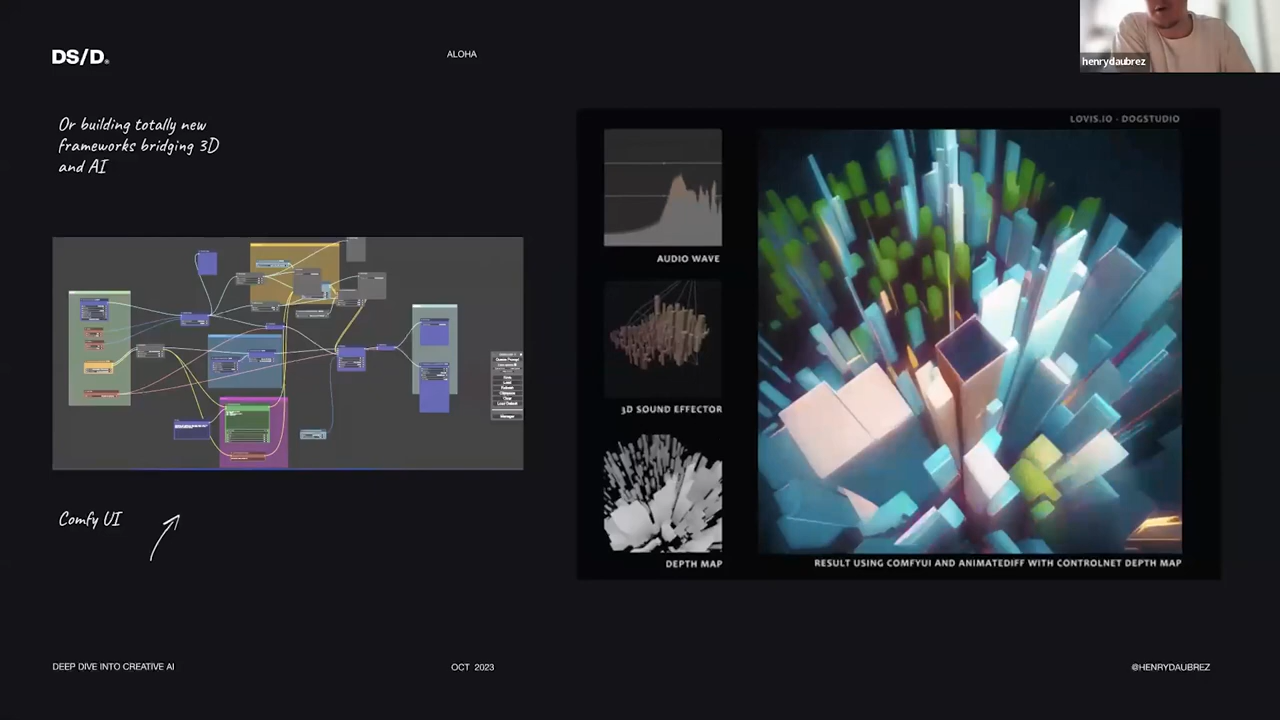 DS/D®
ALOHA
henrydaubrez
Or building totally new
frameworks bridging 3D
and AI
LOVIS.IO - DOGSTUDIO
AUDIO WAVE
3D SOUND EFFECTOR
DEPTH MAP
RESULT USING COMFYUI AND ANIMATEDIFF WITH CONTROLNET DEPTH MAP
Comfy UI
DEEP DIVE INTO CREATIVE AI
OCT 2023
@HENRYDAUBREZ